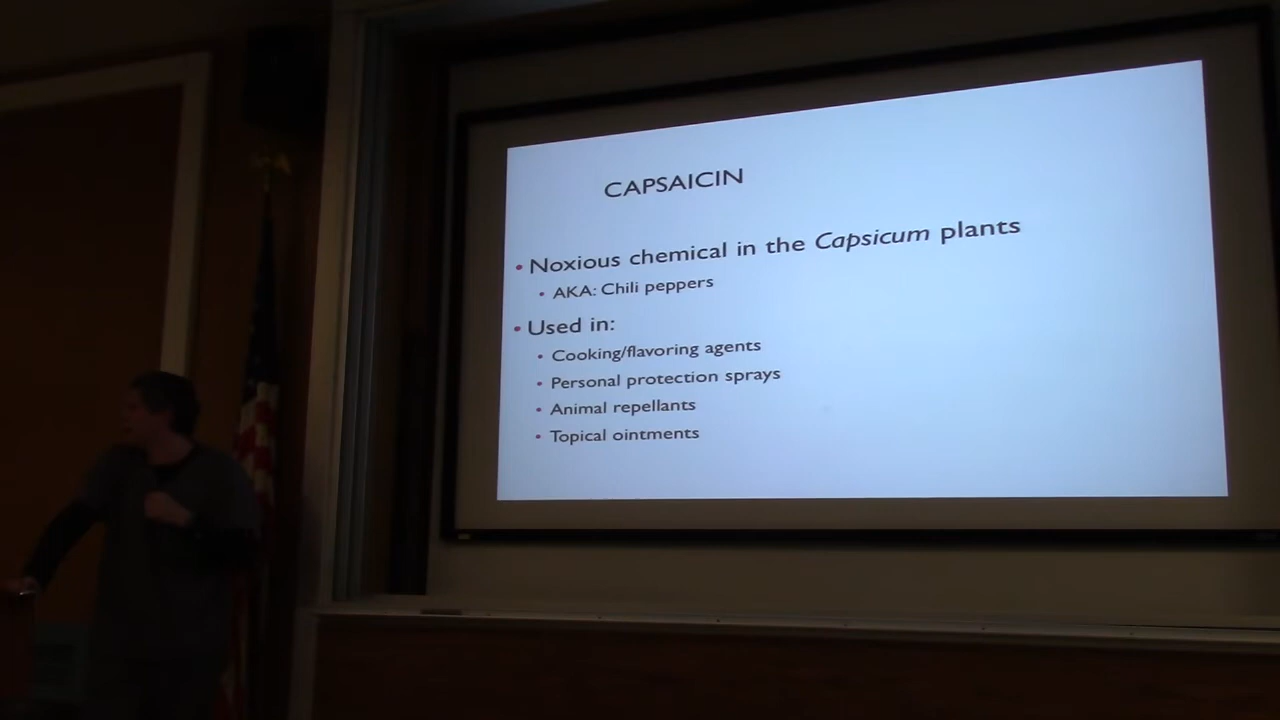 CAPSAICIN
• Noxious chemical in the Capsicum plants
• AKA: Chili peppers
• Used in:
• Cooking/flavoring agents
• Personal protection sprays
• Animal repellants
• Topical ointments